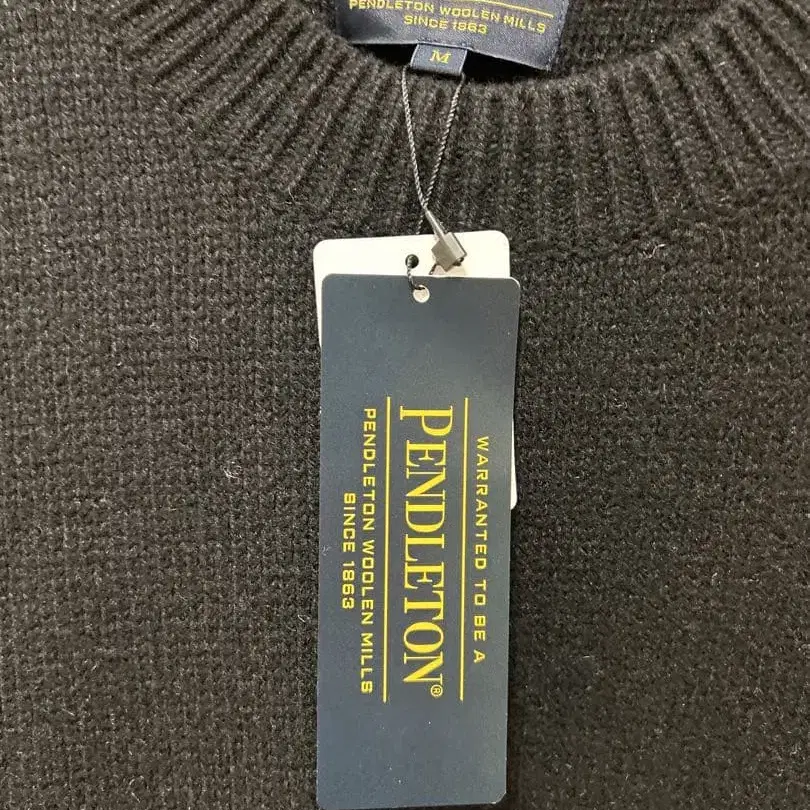 PENDLETON WOOLEN MILLS
SINCE 1863
M
WARRANTED TO BE A
PENDLETON®
PENDLETON WOOLEN MILLS
SINCE 1863